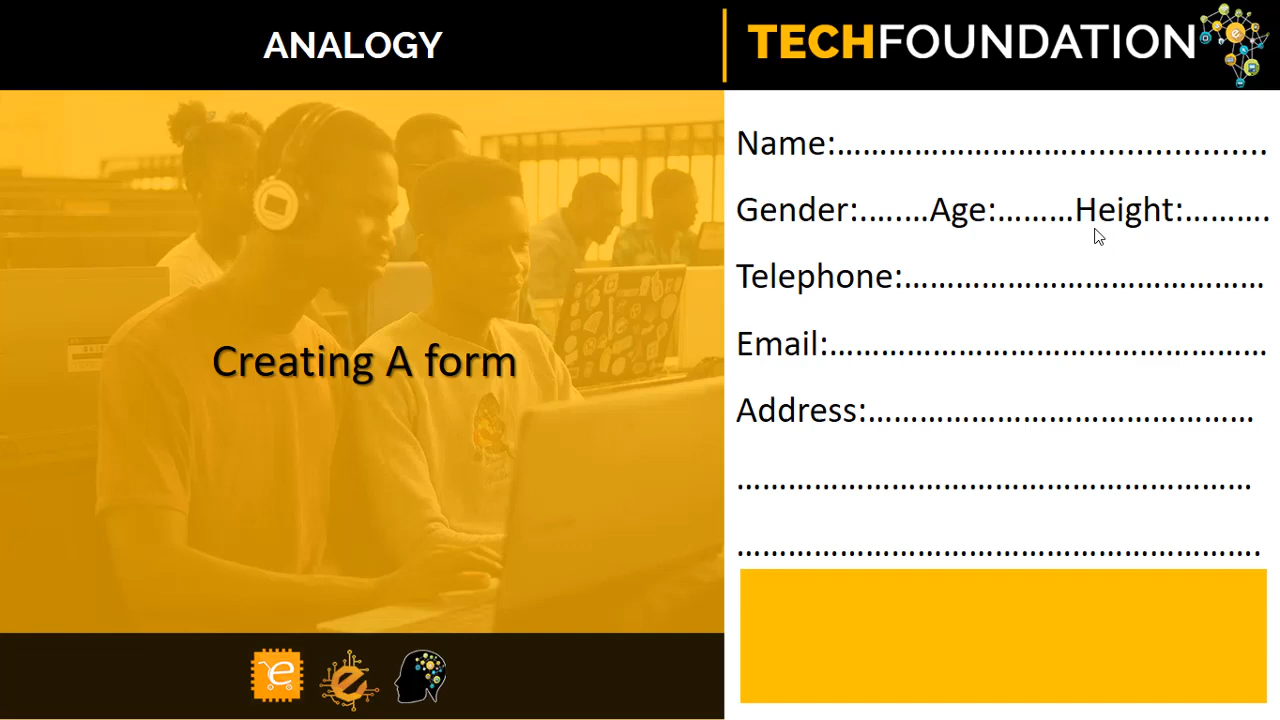 ANALOGY
TECHFOUNDATION
Creating A form
Name:……………………….......................
Gender:…..…Age:………Height:……….
Telephone:……………………………………
Email:……………………………………………
Address:………………………………………
……………………………………………………
…………………………………………………….